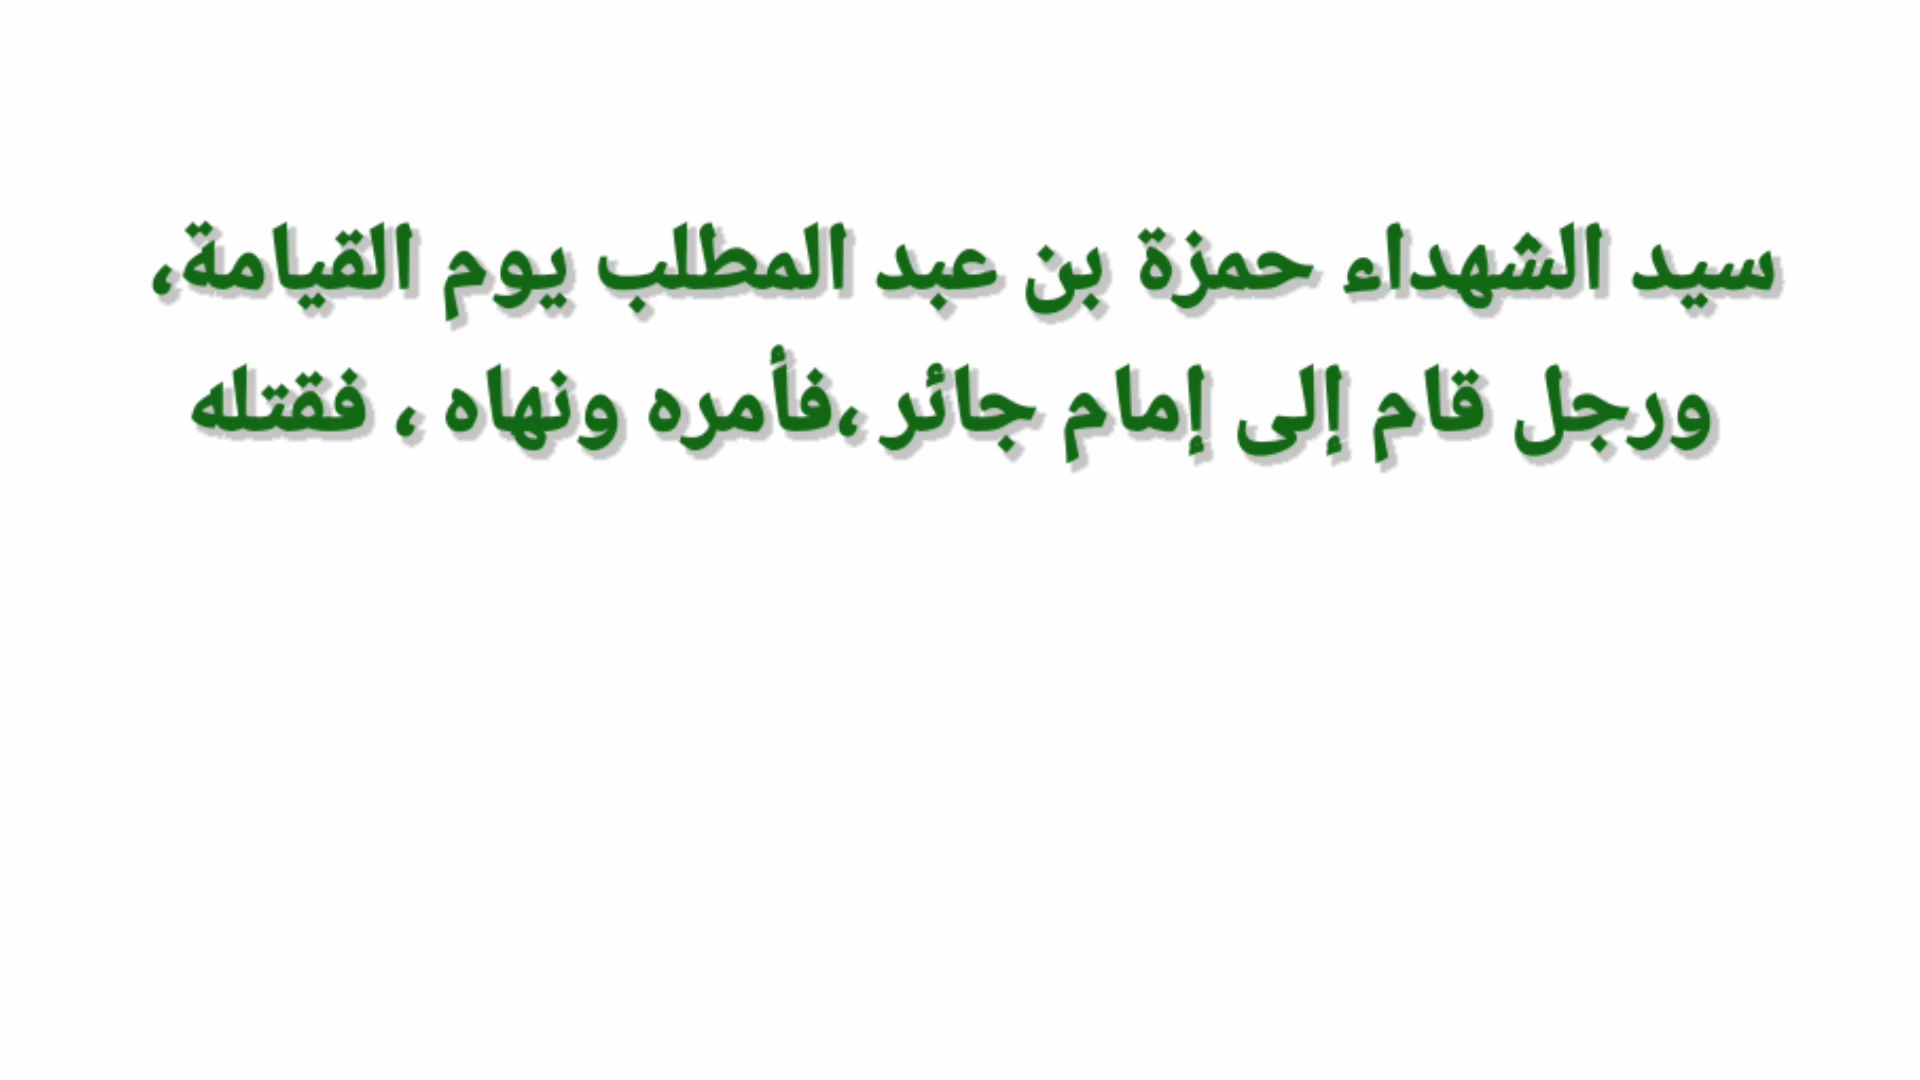 سيد الشهداء حمزة بن عبد المطلب يوم القيامة،
ورجل قام إلى إمام جائر ،فأمره ونهاه ، فقتله